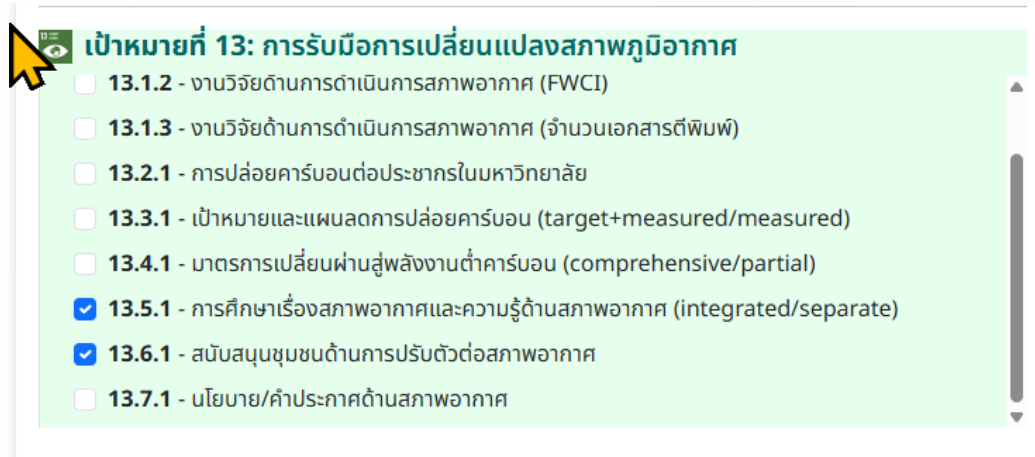 13
เป้าหมายที่ 13: การรับมือการเปลี่ยนแปลงสภาพภูมิอากาศ
13.1.2 - งานวิจัยด้านการดำเนินการสภาพอากาศ (FWCI)
13.1.3 - งานวิจัยด้านการดำเนินการสภาพอากาศ (จำนวนเอกสารตีพิมพ์)
13.2.1 - การปล่อยคาร์บอนต่อประชากรในมหาวิทยาลัย
13.3.1 - เป้าหมายและแผนลดการปล่อยคาร์บอน (target+measured/measured)
13.4.1 - มาตรการเปลี่ยนผ่านสู่พลังงานต่ำคาร์บอน (comprehensive/partial)
13.5.1 - การศึกษาเรื่องสภาพอากาศและความรู้ด้านสภาพอากาศ (integrated/separate)
13.6.1 - สนับสนุนชุมชนด้านการปรับตัวต่อสภาพอากาศ
13.7.1 - นโยบาย/คำประกาศด้านสภาพอากาศ